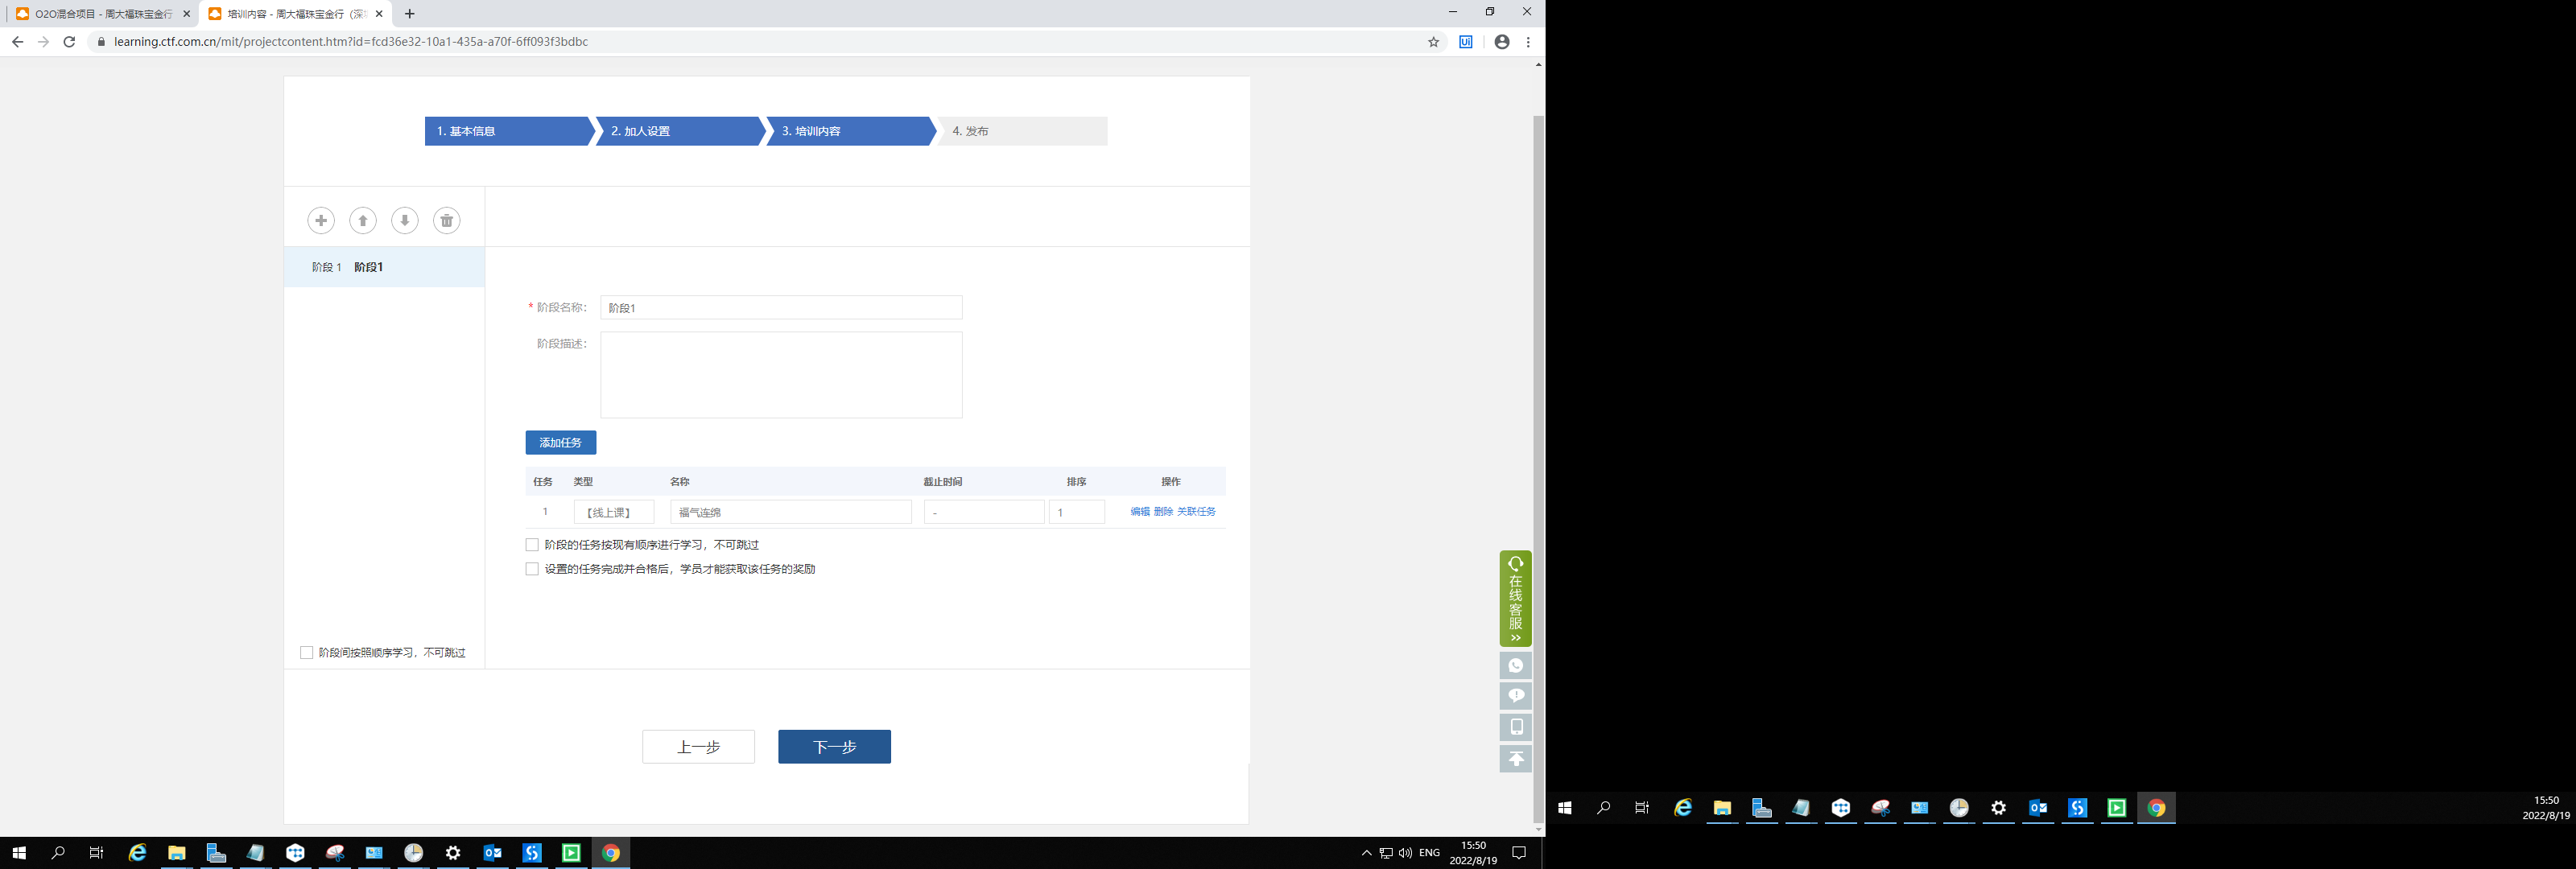 O2O混合项目 - 周大福珠宝金行
培训内容 - 周大福珠宝金行（深
learning.ctf.com.cn/mit/projectcontent.htm?id=fcd36e32-10a1-435a-a70f-6ff093f3bdbc
1. 基本信息
2. 加人设置
3. 培训内容
4. 发布
阶段 1 阶段1
* 阶段名称： 阶段1
阶段描述：
添加任务
任务 类型 名称 截止时间 排序 操作
1 【线上课】 福气连绵 - 1 编辑 删除 关联任务
阶段的任务按现有顺序进行学习，不可跳过
设置的任务完成并合格后，学员才能获取该任务的奖励
阶段间按照顺序学习，不可跳过
上一步
下一步
在线客服
ENG
15:50
2022/8/19
15:50
2022/8/19